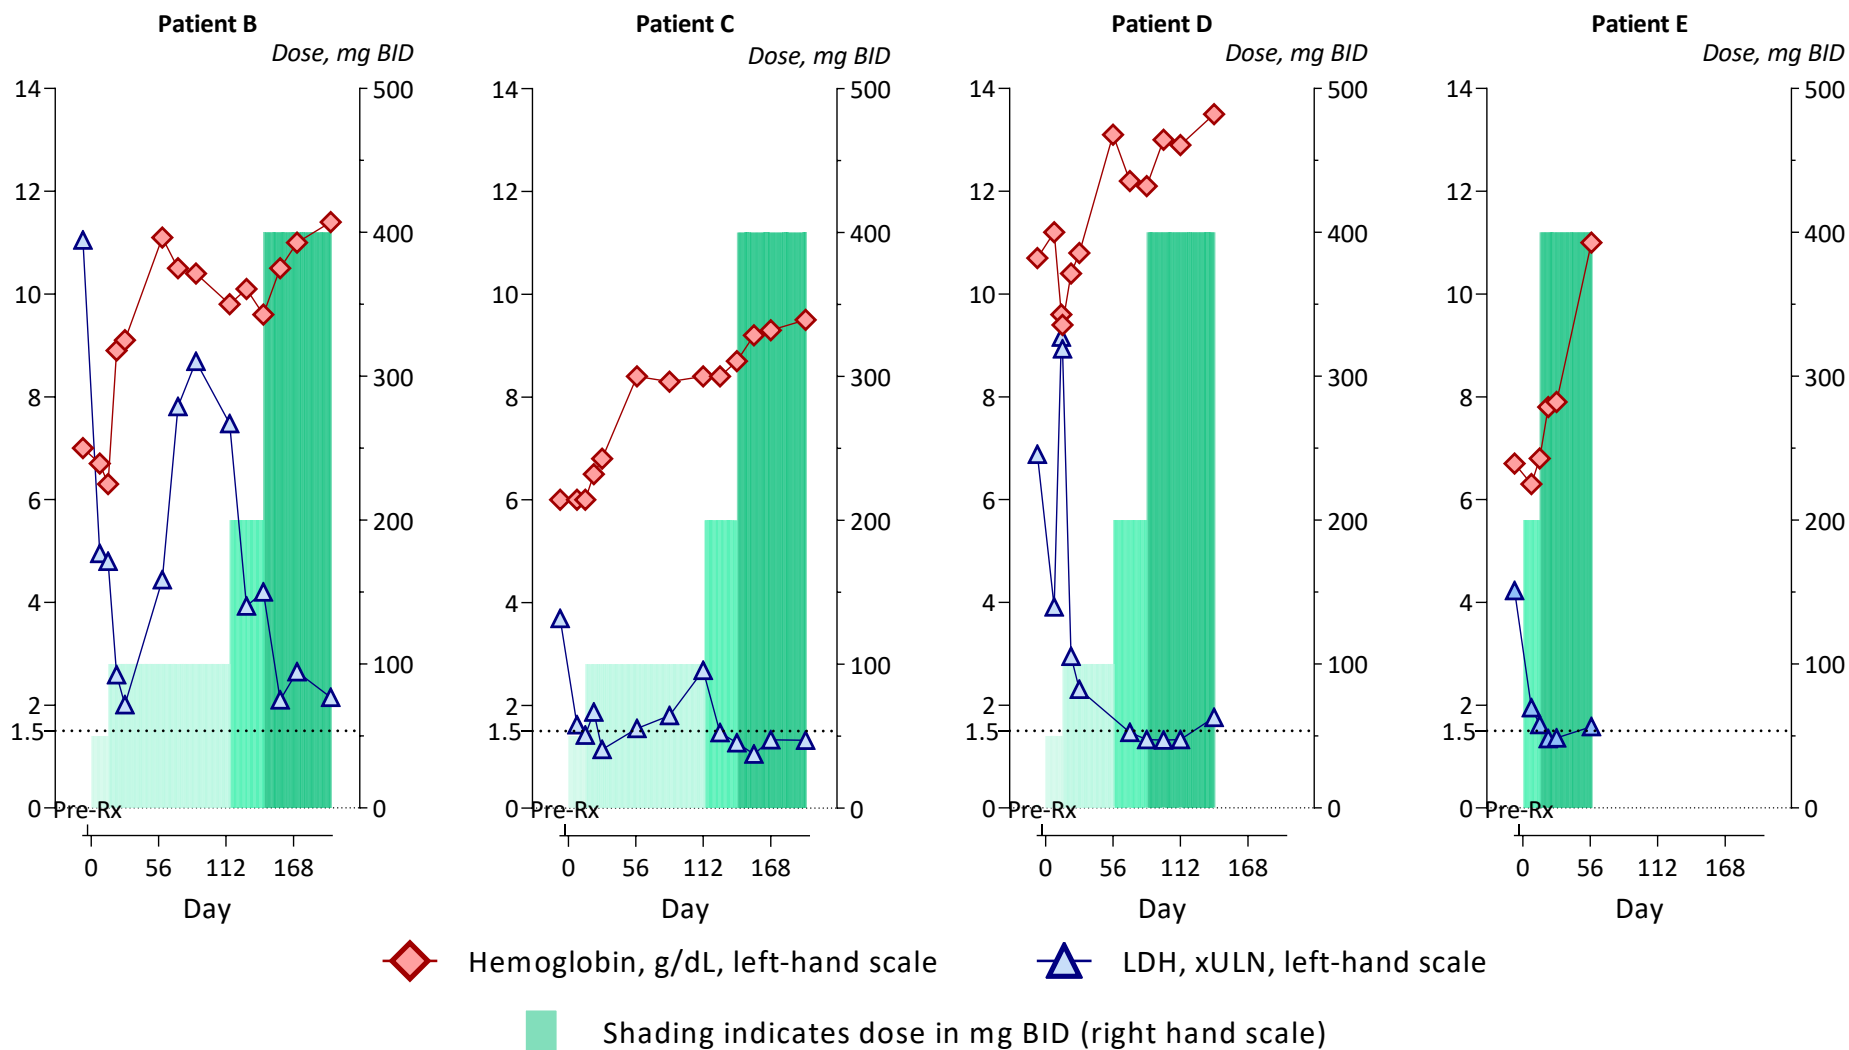 Patient B
Dose, mg BID
14
12
10
8
6
4
2
1.5
0
500
400
300
200
100
0
Pre-Rx
0 56 112 168
Day
Patient C
Dose, mg BID
14
12
10
8
6
4
2
1.5
0
500
400
300
200
100
0
Pre-Rx
0 56 112 168
Day
Patient D
Dose, mg BID
14
12
10
8
6
4
2
1.5
0
500
400
300
200
100
0
Pre-Rx
0 56 112 168
Day
Patient E
Dose, mg BID
14
12
10
8
6
4
2
1.5
0
500
400
300
200
100
0
Pre-Rx
0 56 112 168
Day
Hemoglobin, g/dL, left-hand scale
LDH, xULN, left-hand scale
Shading indicates dose in mg BID (right hand scale)